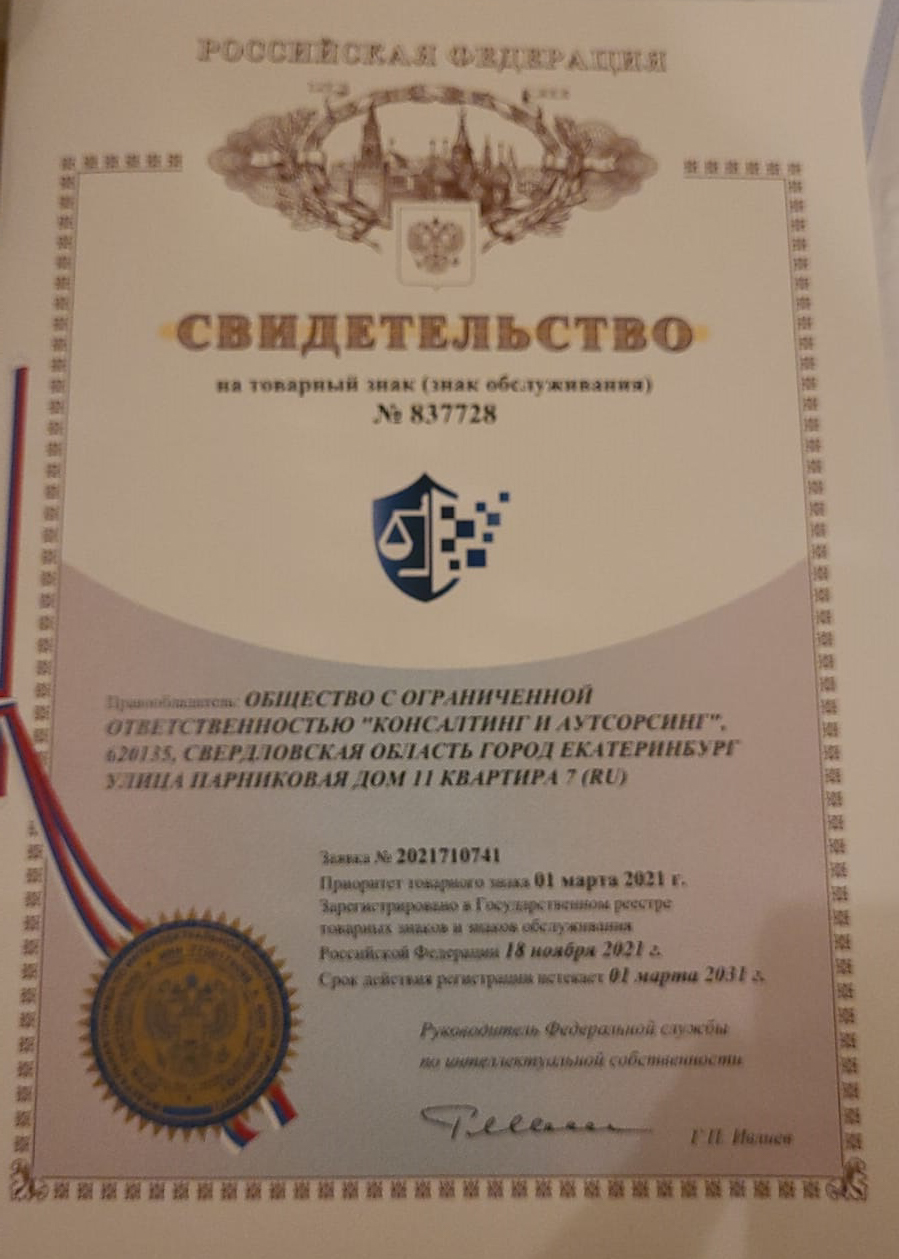 РОССИЙСКАЯ ФЕДЕРАЦИЯ
СВИДЕТЕЛЬСТВО
на товарный знак (знак обслуживания)
№ 837728
Правообладатель: ОБЩЕСТВО С ОГРАНИЧЕННОЙ
ОТВЕТСТВЕННОСТЬЮ "КОНСАЛТИНГ И АУТСОРСИНГ",
620135, СВЕРДЛОВСКАЯ ОБЛАСТЬ ГОРОД ЕКАТЕРИНБУРГ
УЛИЦА ПАРНИКОВАЯ ДОМ 11 КВАРТИРА 7 (RU)
Заявка № 2021710741
Приоритет товарного знака 01 марта 2021 г.
Зарегистрировано в Государственном реестре
товарных знаков и знаков обслуживания
Российской Федерации 18 ноября 2021 г.
Срок действия регистрации истекает 01 марта 2031 г.
Руководитель Федеральной службы
по интеллектуальной собственности
Г.П. Ивлиев